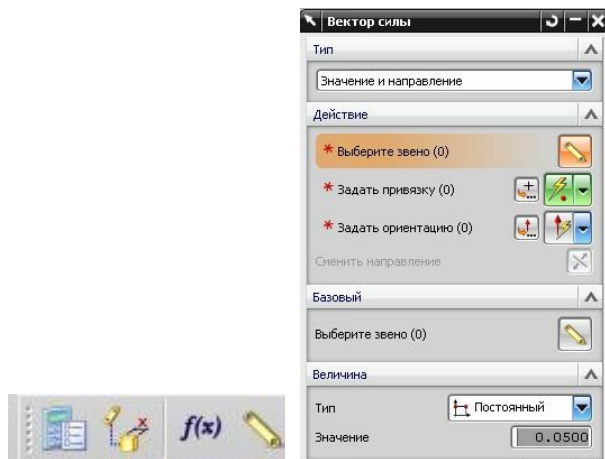 Вектор силы
Тип
Значение и направление
Действие
* Выберите звено (0)
* Задать привязку (0)
* Задать ориентацию (0)
Сменить направление
Базовый
Выберите звено (0)
Величина
Тип Постоянный
Значение 0.0500
f(x)